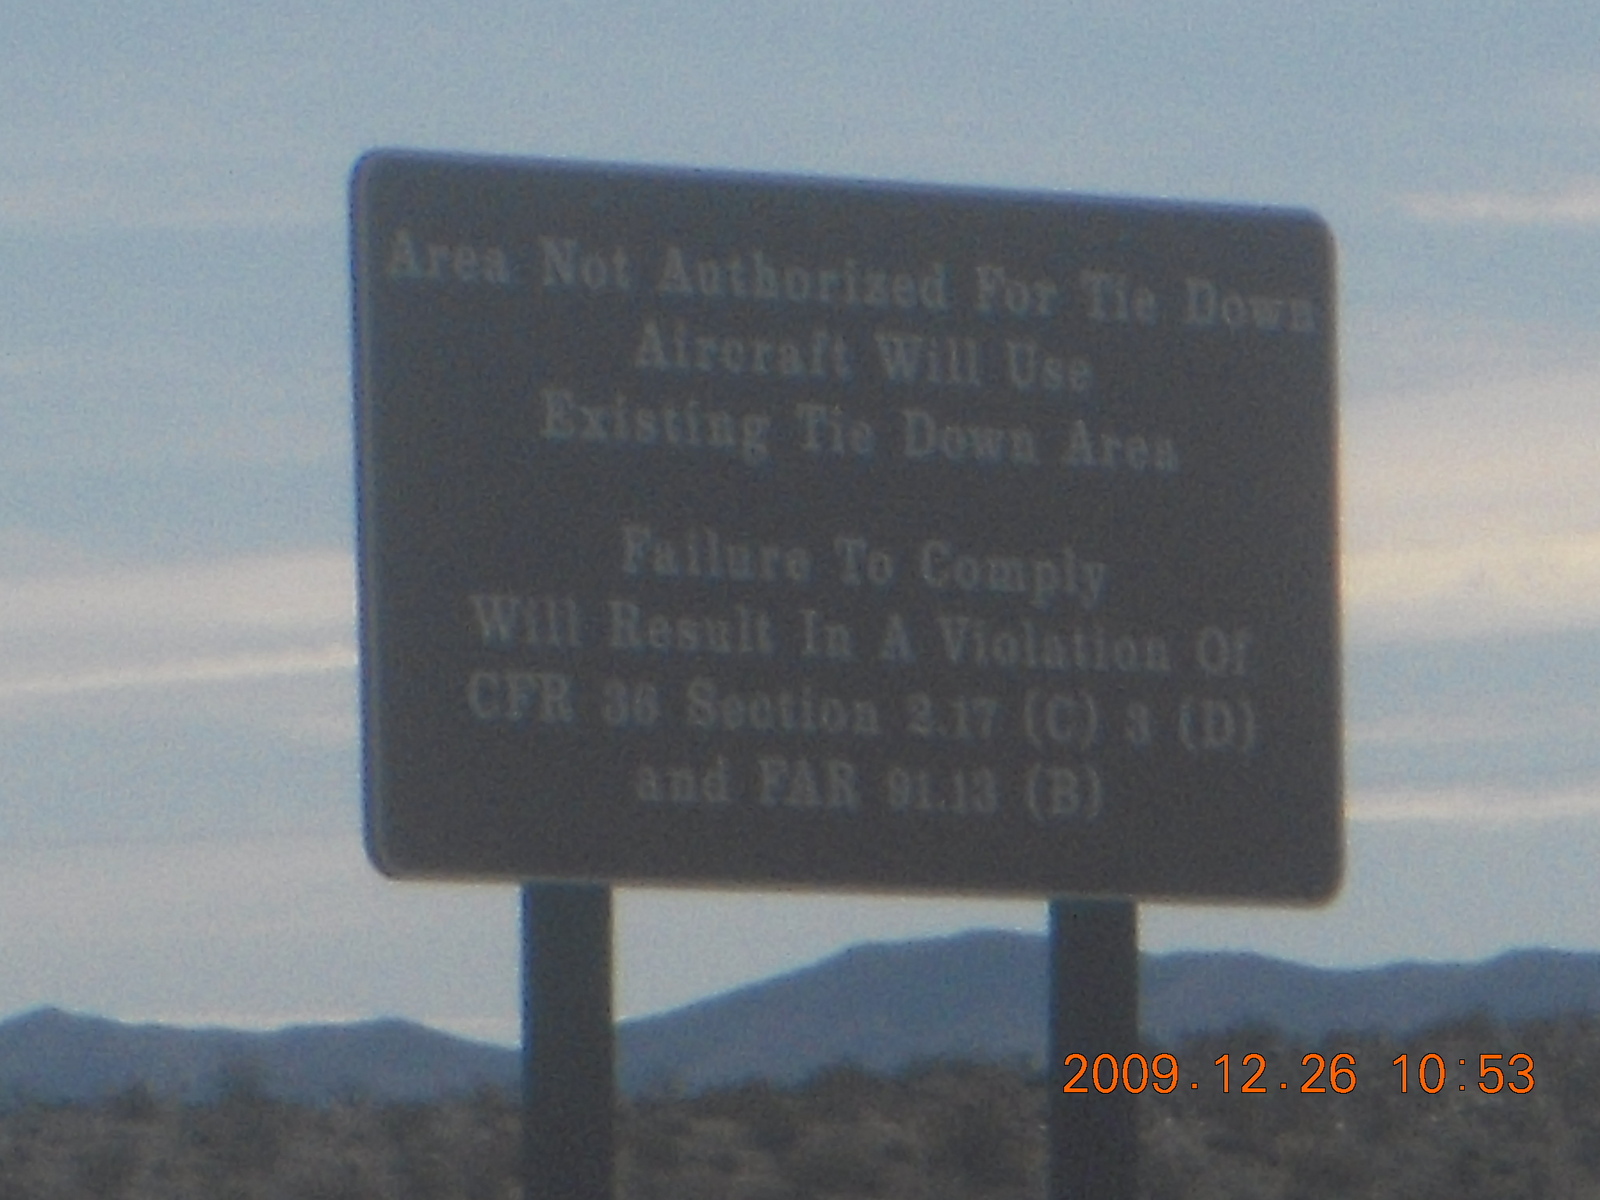 Area Not Authorized For Tie Down
Aircraft Will Use
Existing Tie Down Area
Failure To Comply
Will Result In A Violation Of
CFR 36 Section 2.17 (C) 3 (D)
and FAR 91.13 (B)
2009.12.26 10:53